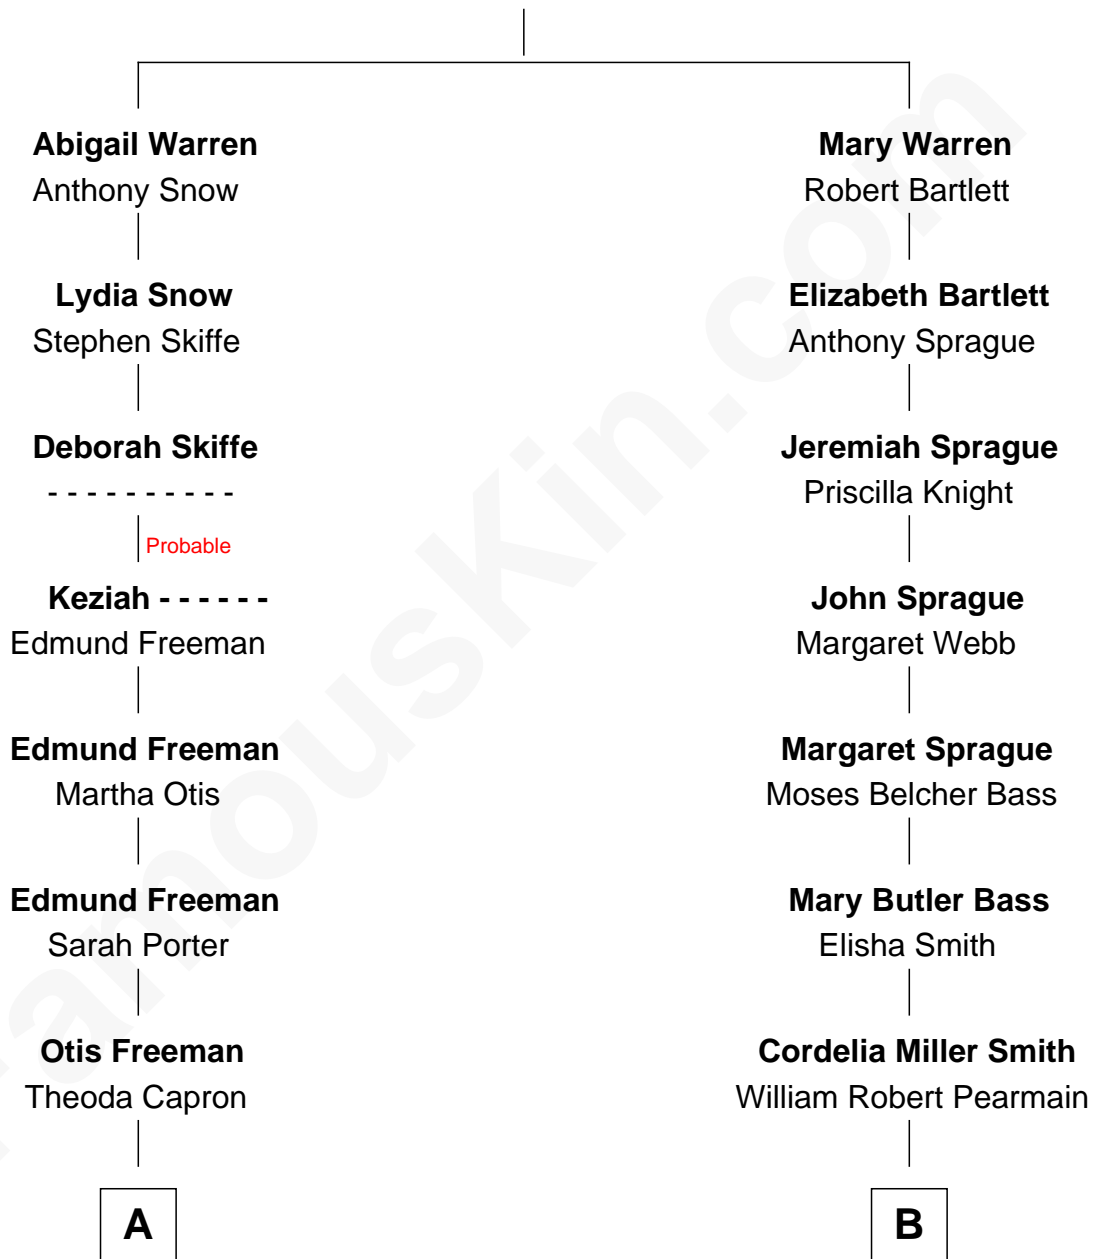 Abigail Warren
Anthony Snow
Lydia Snow
Stephen Skiffe
Deborah Skiffe
- - - - - - - - - -
Probable
Keziah - - - - - -
Edmund Freeman
Edmund Freeman
Martha Otis
Edmund Freeman
Sarah Porter
Otis Freeman
Theoda Capron
A
Mary Warren
Robert Bartlett
Elizabeth Bartlett
Anthony Sprague
Jeremiah Sprague
Priscilla Knight
John Sprague
Margaret Webb
Margaret Sprague
Moses Belcher Bass
Mary Butler Bass
Elisha Smith
Cordelia Miller Smith
William Robert Pearmain
B
FamousKin.com